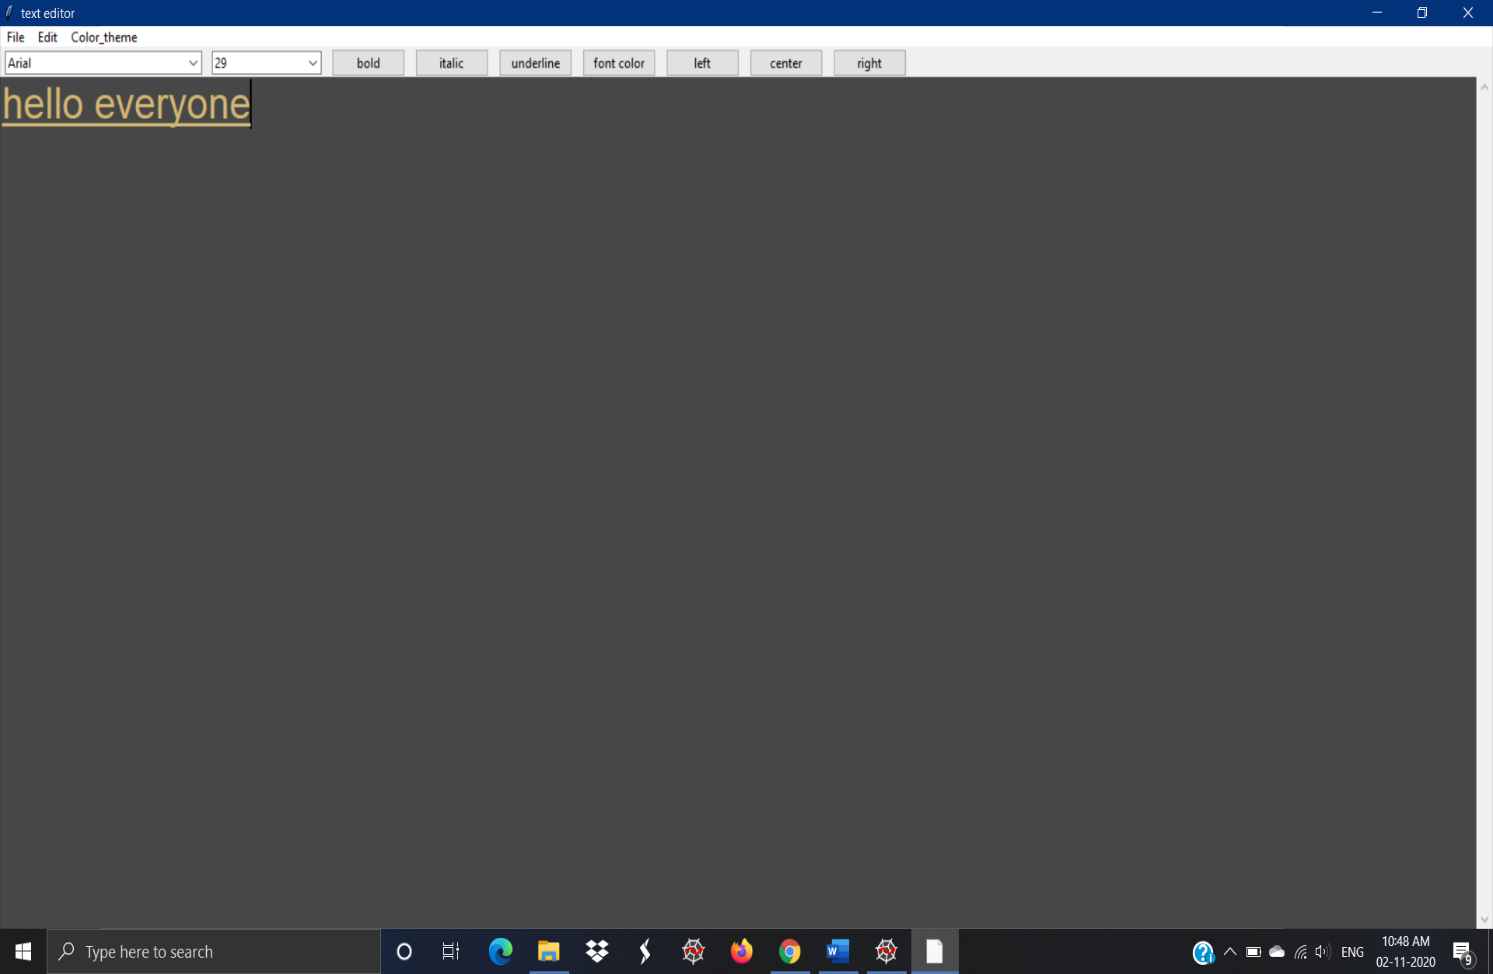 text editor
File Edit Color_theme
Arial 29 bold italic underline font color left center right
hello everyone
Type here to search
ENG
10:48 AM
02-11-2020
9